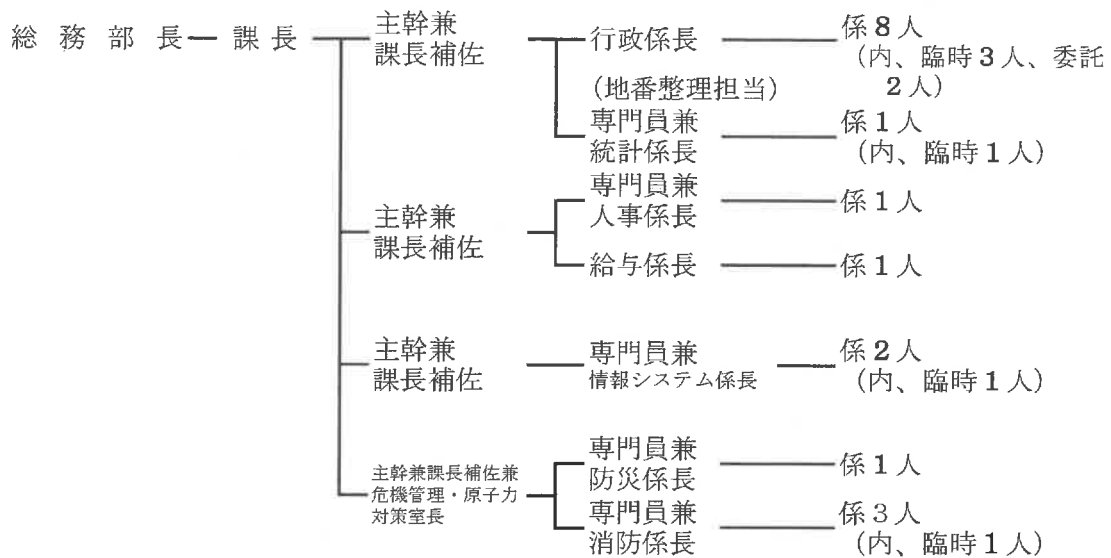 総務部長 課長
主幹兼
課長補佐
行政係長
係8人
(内、臨時3人、委託
2人)
(地番整理担当)
専門員兼
統計係長
係1人
(内、臨時1人)
主幹兼
課長補佐
専門員兼
人事係長
係1人
給与係長
係1人
主幹兼
課長補佐
専門員兼
情報システム係長
係2人
(内、臨時1人)
主幹兼課長補佐兼
危機管理・原子力
対策室長
専門員兼
防災係長
係1人
専門員兼
消防係長
係3人
(内、臨時1人)